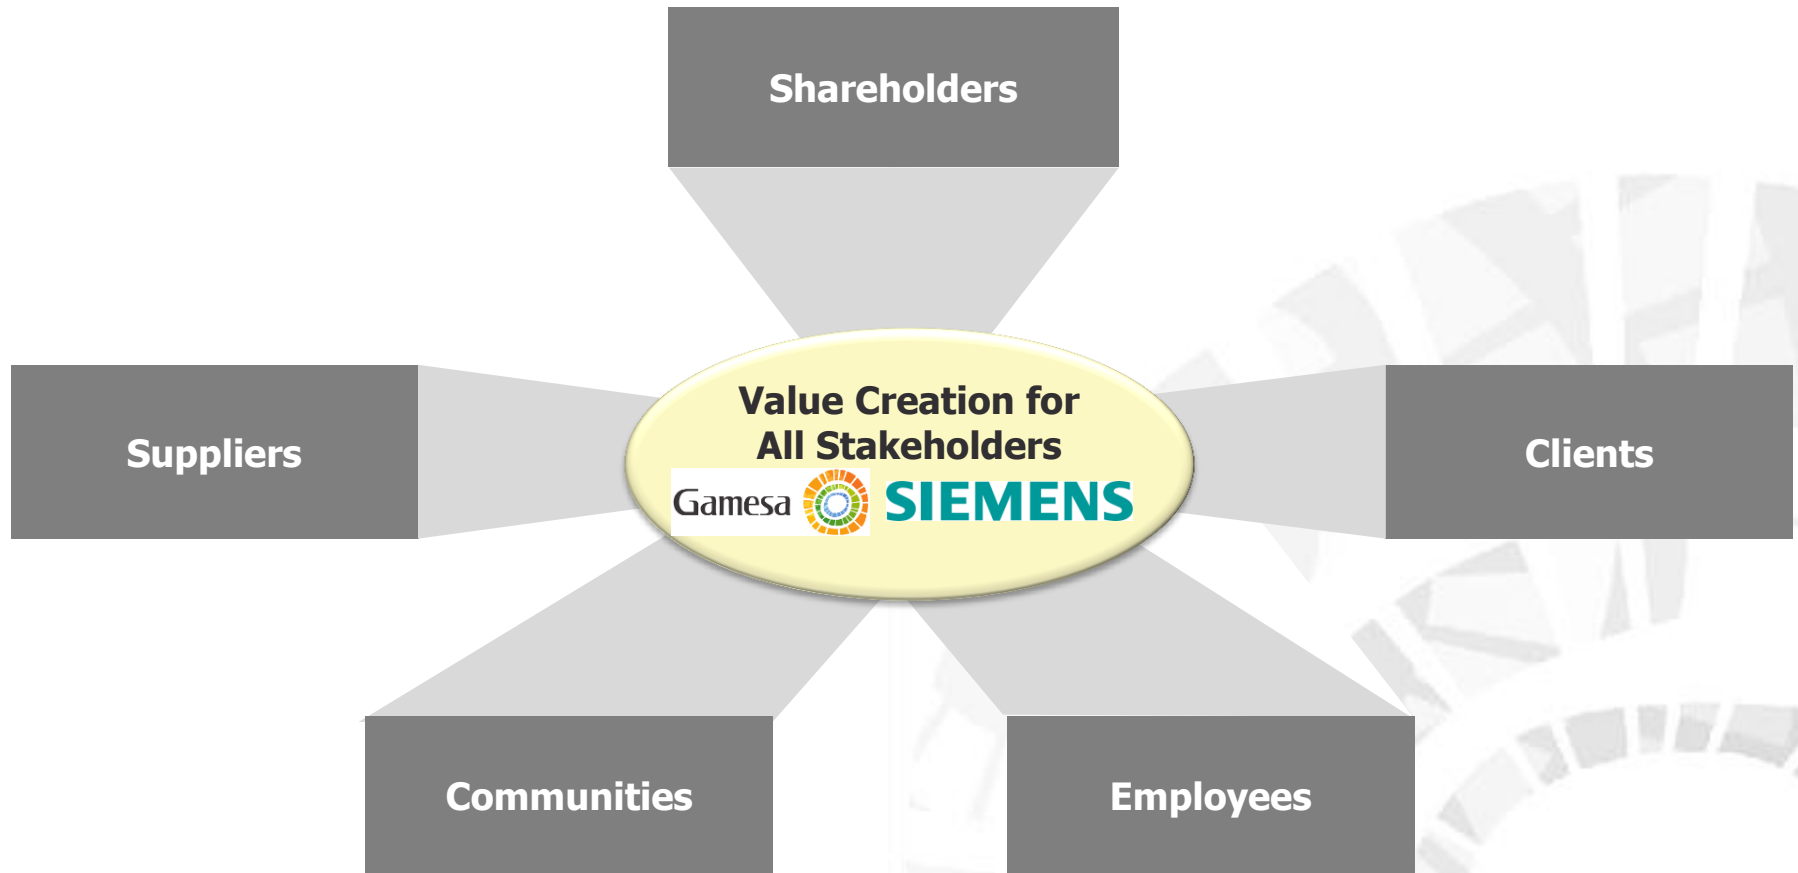 Shareholders
Suppliers
Value Creation for
All Stakeholders
Gamesa SIEMENS
Clients
Communities
Employees